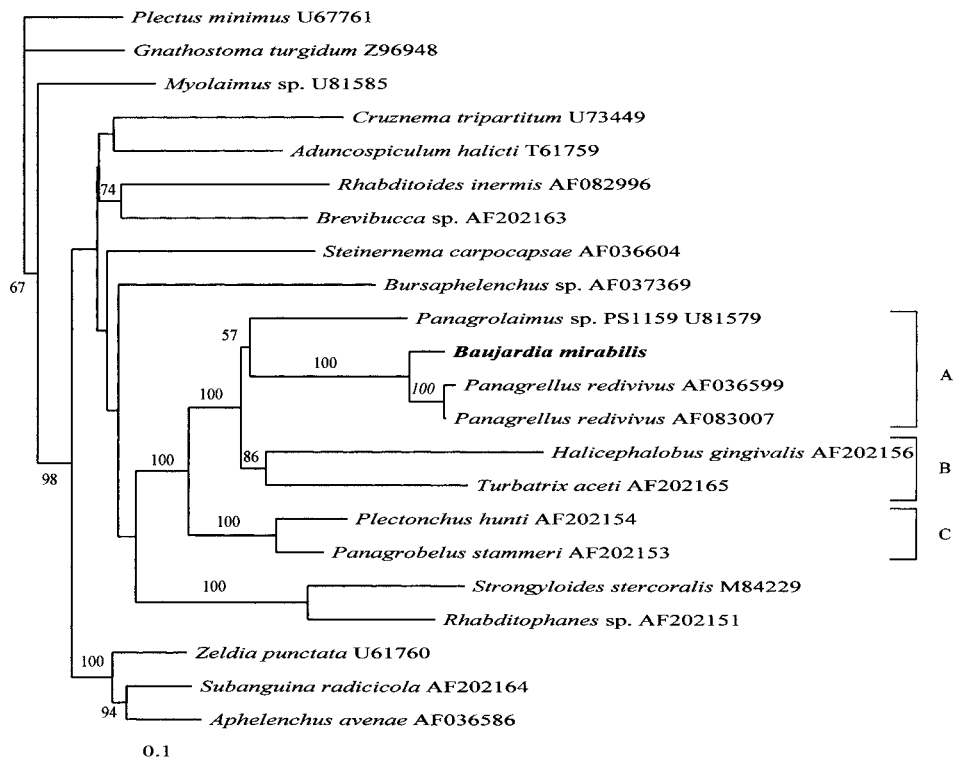 Plectus minimus U67761
Gnathostoma turgidum Z96948
Myolaimus sp. U81585
Cruznema tripartitum U73449
Aduncospiculum halicti T61759
74
Rhabditoides inermis AF082996
Brevibucca sp. AF202163
Steinernema carpocapsae AF036604
67
Bursaphelenchus sp. AF037369
Panagrolaimus sp. PS1159 U81579
57
Baujardia mirabilis
100
A
100
Panagrellus redivivus AF036599
100
Panagrellus redivivus AF083007
Halicephalobus gingivalis AF202156
86
100
B
98
Turbatrix aceti AF202165
Plectonchus hunti AF202154
100
C
Panagrobelus stammeri AF202153
100
Strongyloides stercoralis M84229
Rhabditophanes sp. AF202151
Zeldia punctata U61760
100
Subanguina radicicola AF202164
94
Aphelenchus avenae AF036586
0.1